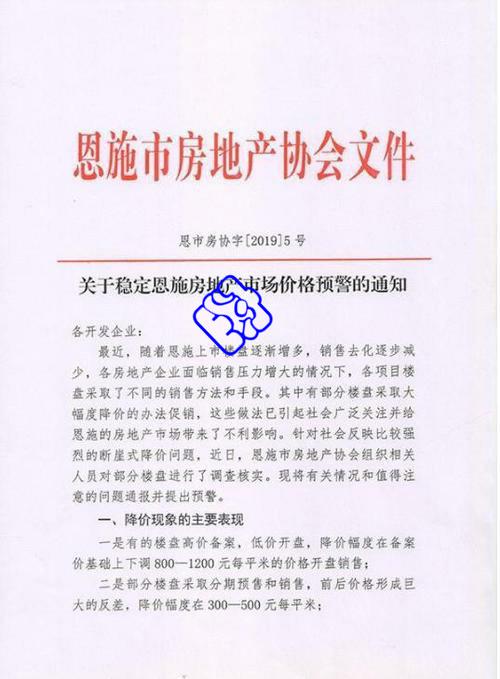 恩施市房地产协会文件
恩市房协字[2019]5号
关于稳定恩施房地产市场价格预警的通知
各开发企业：
最近，随着恩施上市楼盘逐渐增多，销售去化逐步减
少，各房地产企业面临销售压力增大的情况下，各项目楼
盘采取了不同的销售方法和手段。其中有部分楼盘采取大
幅度降价的办法促销，这些做法已引起社会广泛关注并给
恩施的房地产市场带来了不利影响。针对社会反映比较强
烈的断崖式降价问题，近日，恩施市房地产协会组织相关
人员对部分楼盘进行了调查核实。现将有关情况和值得注
意的问题通报并提出预警。
一、降价现象的主要表现
一是有的楼盘高价备案，低价开盘，降价幅度在备案
价基础上下调800—1200元每平米的价格开盘销售；
二是部分楼盘采取分期预售和销售，前后价格形成巨
大的反差，降价幅度在300—500元每平米；